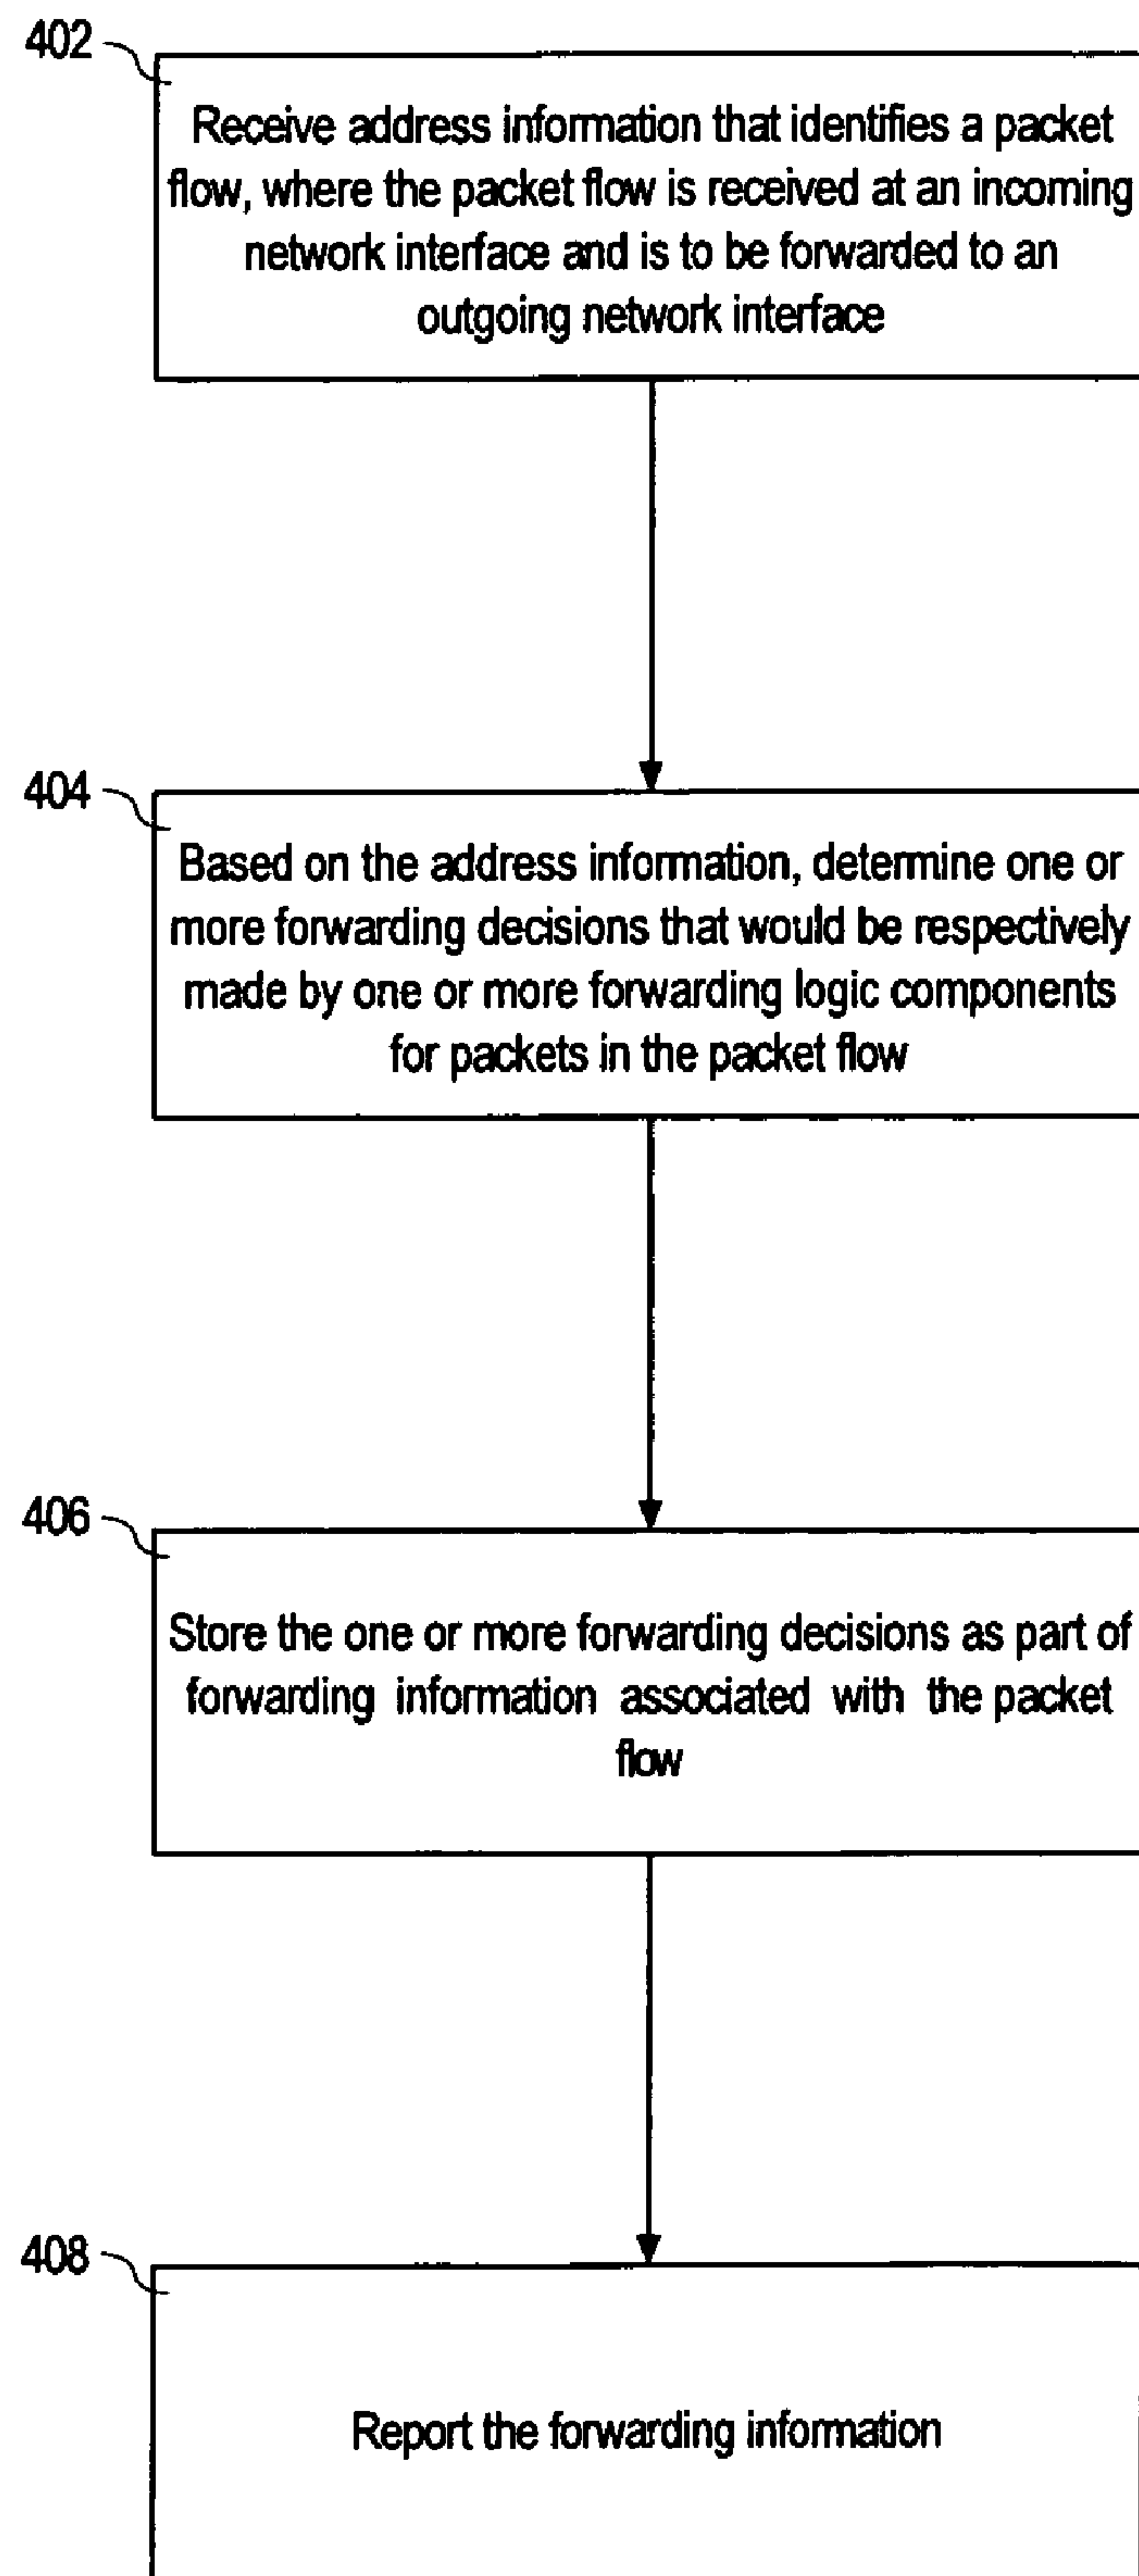 402
Receive address information that identifies a packet
flow, where the packet flow is received at an incoming
network interface and is to be forwarded to an
outgoing network interface
404
Based on the address information, determine one or
more forwarding decisions that would be respectively
made by one or more forwarding logic components
for packets in the packet flow
406
Store the one or more forwarding decisions as part of
forwarding information associated with the packet
flow
408
Report the forwarding information